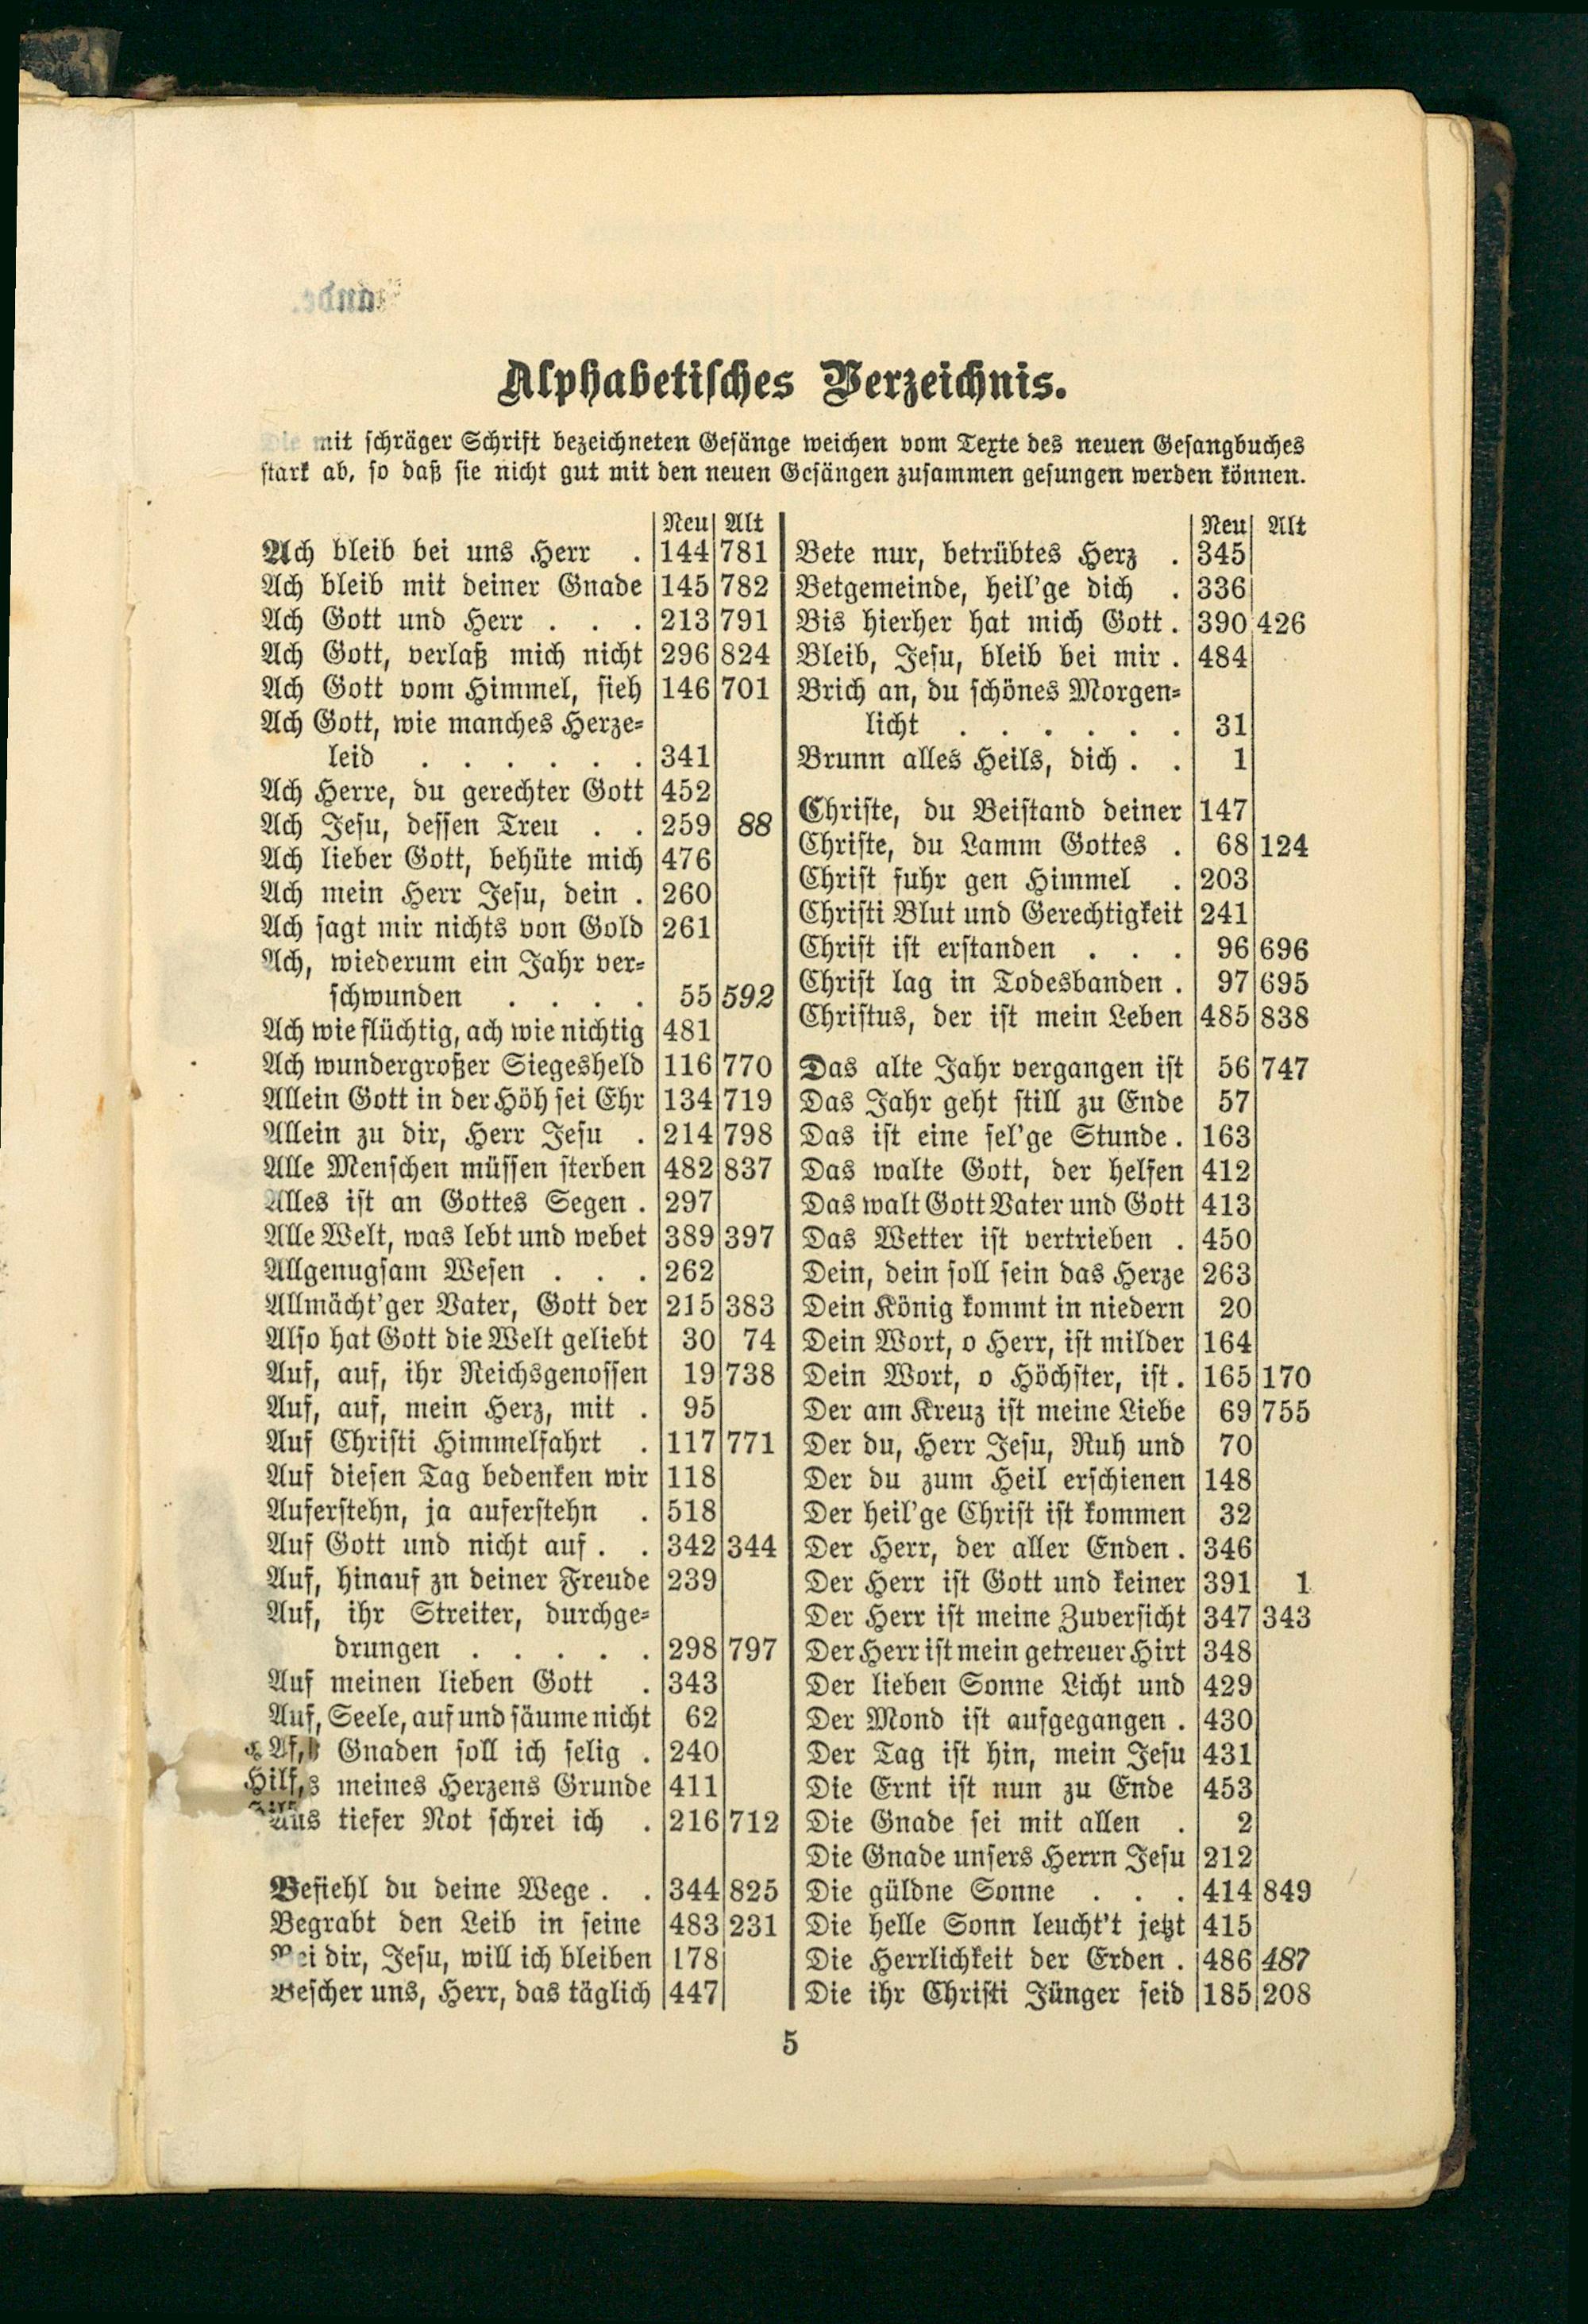 Alphabetisches Verzeichnis.
Die mit schräger Schrift bezeichneten Gesänge weichen vom Texte des neuen Gesangbuches
stark ab, so daß sie nicht gut mit den neuen Gesängen zusammen gesungen werden können.
Neu Alt
Ach bleib bei uns Herr . 144 781
Ach bleib mit deiner Gnade 145 782
Ach Gott und Herr . . . 213 791
Ach Gott, verlaß mich nicht 296 824
Ach Gott vom Himmel, sieh 146 701
Ach Gott, wie manches Herze-
leid . . . . . . . 341
Ach Herre, du gerechter Gott 452
Ach Jesu, dessen Treu . . 259 88
Ach lieber Gott, behüte mich 476
Ach mein Herr Jesu, dein . 260
Ach sagt mir nichts von Gold 261
Ach, wiederum ein Jahr ver-
schwunden . . . . 55 592
Ach wie flüchtig, ach wie nichtig 481
Ach wundergroßer Siegesheld 116 770
Allein Gott in der Höh sei Ehr 134 719
Allein zu dir, Herr Jesu . 214 798
Alle Menschen müssen sterben 482 837
Alles ist an Gottes Segen . 297
Alle Welt, was lebt und webet 389 397
Allgenugsam Wesen . . . 262
Allmächt'ger Vater, Gott der 215 383
Also hat Gott die Welt geliebt 30 74
Auf, auf, ihr Reichsgenossen 19 738
Auf, auf, mein Herz, mit . 95
Auf Christi Himmelfahrt . 117 771
Auf diesen Tag bedenken wir 118
Auferstehn, ja auferstehn . 518
Auf Gott und nicht auf . . 342 344
Auf, hinauf zu deiner Freude 239
Auf, ihr Streiter, durchge-
drungen . . . . . 298 797
Auf meinen lieben Gott . 343
Auf, Seele, auf und säume nicht 62
Gnaden soll ich selig . 240
Hilf, s meines Herzens Grunde 411
Aus tiefer Not schrei ich . 216 712
Befiehl du deine Wege . . 344 825
Begrabt den Leib in seine 483 231
Bei dir, Jesu, will ich bleiben 178
Bescher uns, Herr, das täglich 447
Neu Alt
Bete nur, betrübtes Herz . 345
Betgemeinde, heil'ge dich . 336
Bis hierher hat mich Gott . 390 426
Bleib, Jesu, bleib bei mir . 484
Brich an, du schönes Morgen-
licht . . . . . . 31
Brunn alles Heils, dich . . 1
Christe, du Beistand deiner 147
Christe, du Lamm Gottes . 68 124
Christ fuhr gen Himmel . 203
Christi Blut und Gerechtigkeit 241
Christ ist erstanden . . . 96 696
Christ lag in Todesbanden . 97 695
Christus, der ist mein Leben 485 838
Das alte Jahr vergangen ist 56 747
Das Jahr geht still zu Ende 57
Das ist eine sel'ge Stunde . 163
Das walte Gott, der helfen 412
Das walt Gott Vater und Gott 413
Das Wetter ist vertrieben . 450
Dein, dein soll sein das Herze 263
Dein König kommt in niedern 20
Dein Wort, o Herr, ist milder 164
Dein Wort, o Höchster, ist . 165 170
Der am Kreuz ist meine Liebe 69 755
Der du, Herr Jesu, Ruh und 70
Der du zum Heil erschienen 148
Der heil'ge Christ ist kommen 32
Der Herr, der aller Enden . 346
Der Herr ist Gott und keiner 391 1
Der Herr ist meine Zuversicht 347 343
Der Herr ist mein getreuer Hirt 348
Der lieben Sonne Licht und 429
Der Mond ist aufgegangen . 430
Der Tag ist hin, mein Jesu 431
Die Ernt ist nun zu Ende 453
Die Gnade sei mit allen . 2
Die Gnade unsers Herrn Jesu 212
Die güldne Sonne . . . 414 849
Die helle Sonn leucht't jetzt 415
Die Herrlichkeit der Erden . 486 487
Die ihr Christi Jünger seid 185 208
5